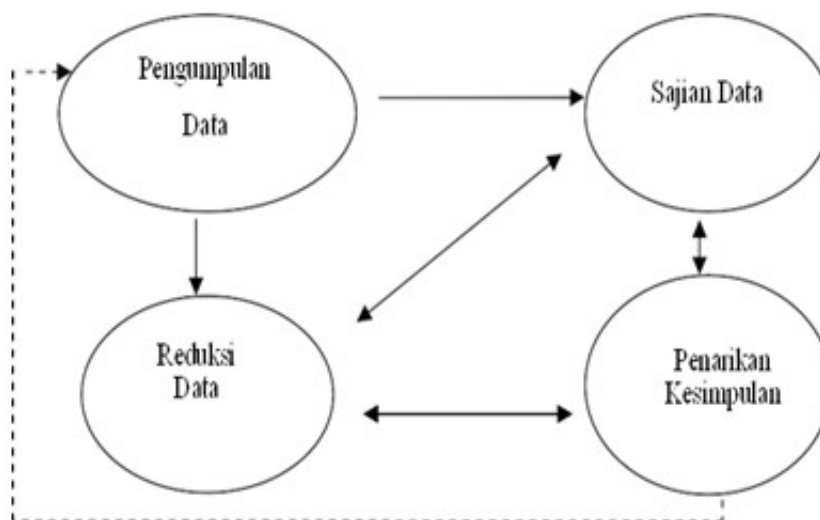 Pengumpulan
Data
Sajian Data
Reduksi
Data
Penarikan
Kesimpulan